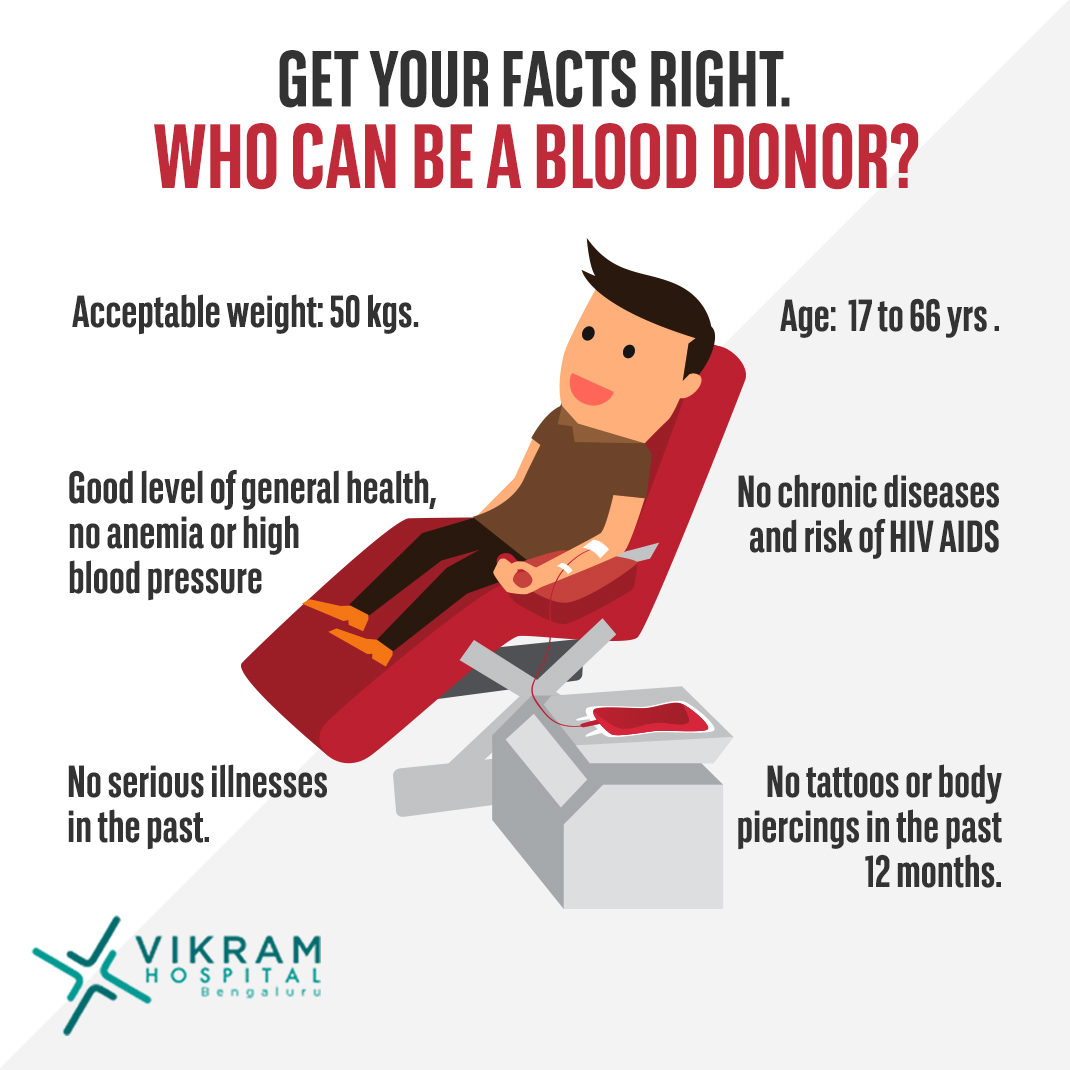 GET YOUR FACTS RIGHT.
WHO CAN BE A BLOOD DONOR?
Acceptable weight: 50 kgs.
Age: 17 to 66 yrs .
Good level of general health,
no anemia or high
blood pressure
No chronic diseases
and risk of HIV AIDS
No serious illnesses
in the past.
No tattoos or body
piercings in the past
12 months.
VIKRAM
HOSPITAL
Bengaluru